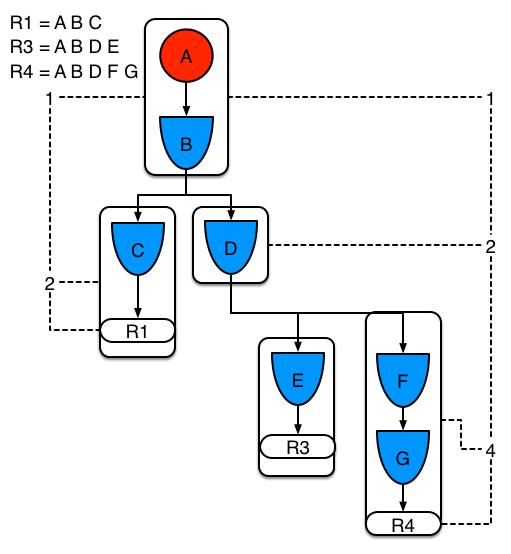 R1 = A B C
R3 = A B D E
R4 = A B D F G
A
1
1
B
C
D
2
2
R1
E
F
R3
G
4
R4